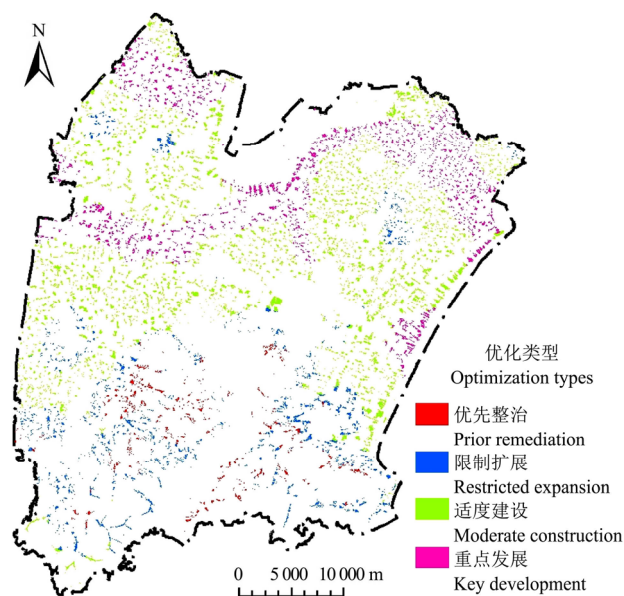 N
优化类型
Optimization types
优先整治
Prior remediation
限制扩展
Restricted expansion
适度建设
Moderate construction
重点发展
Key development
0 5 000 10 000 m